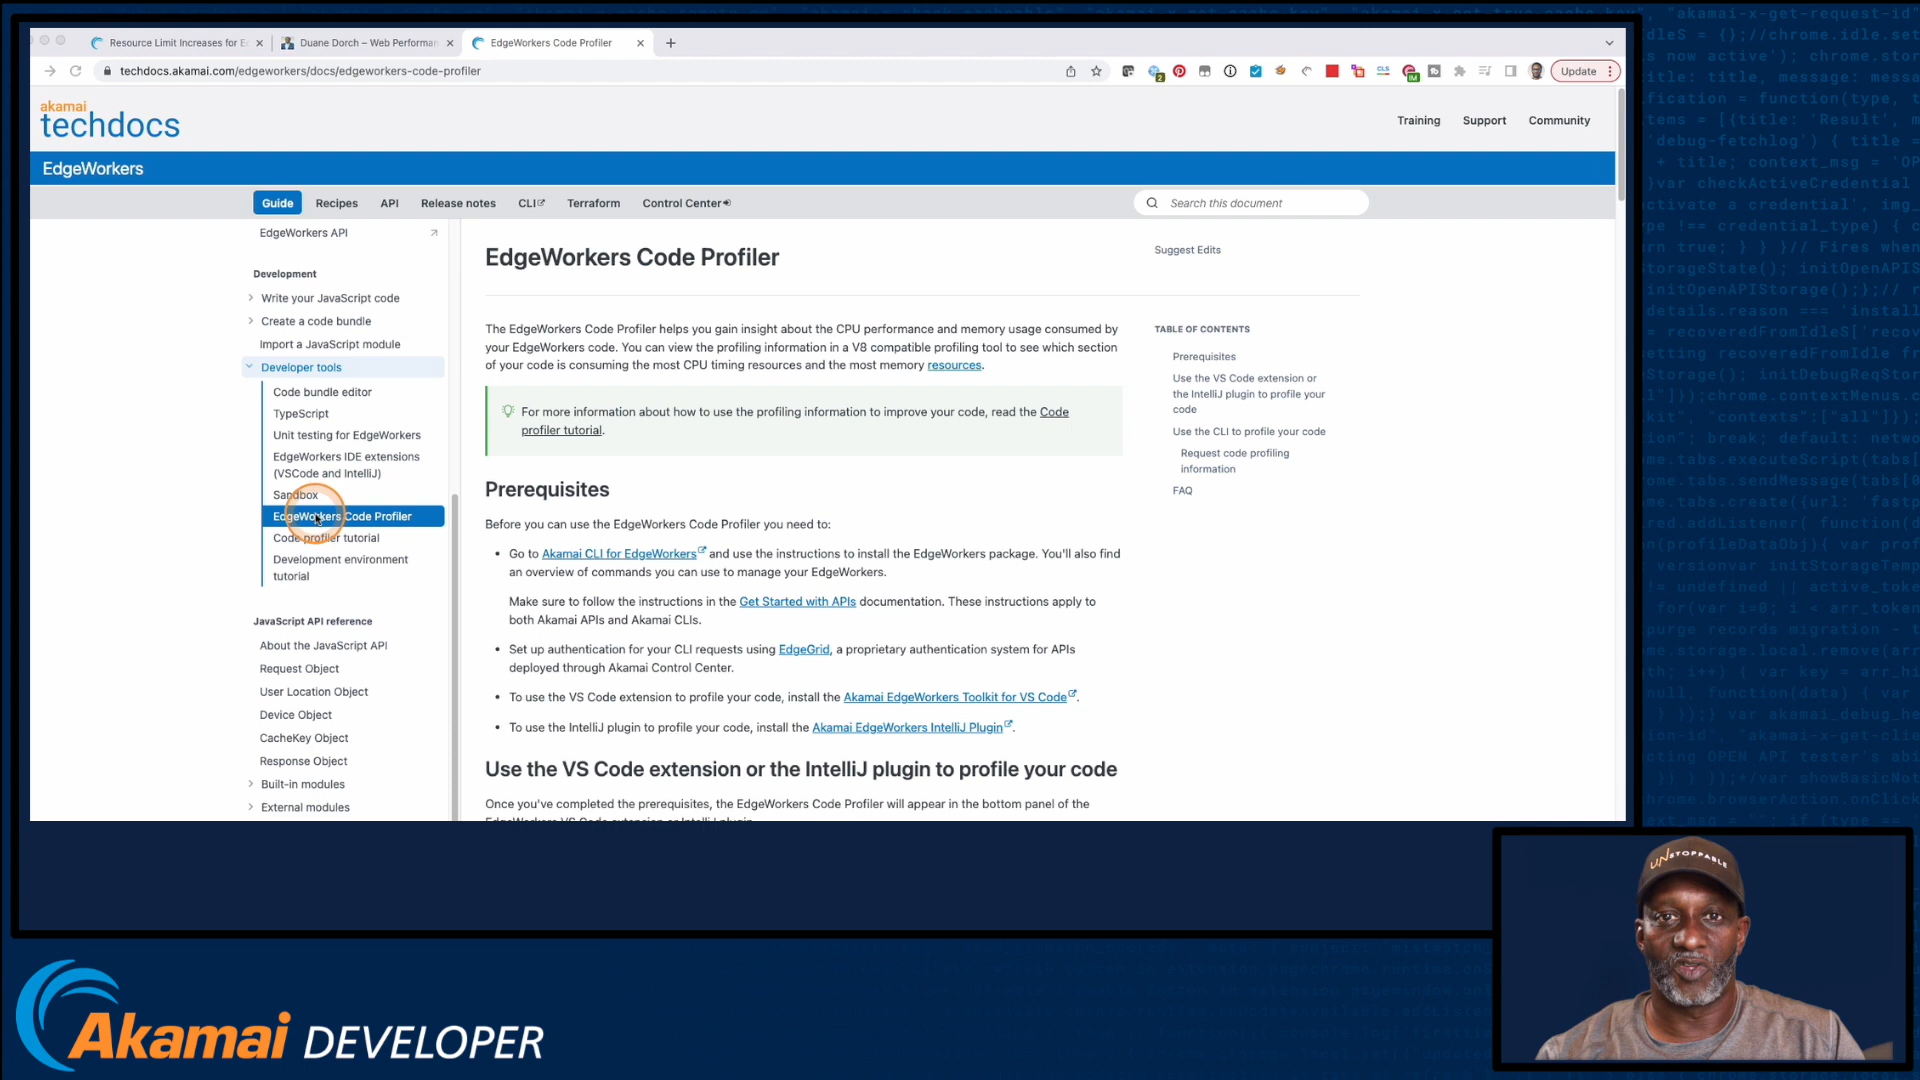 Resource Limit Increases for E
Duane Dorch – Web Performan
EdgeWorkers Code Profiler
techdocs.akamai.com/edgeworkers/docs/edgeworkers-code-profiler
Update
akamai
techdocs
Training
Support
Community
EdgeWorkers
Guide
Recipes
API
Release notes
CLI
Terraform
Control Center
Search this document
EdgeWorkers API
Development
Write your JavaScript code
Create a code bundle
Import a JavaScript module
Developer tools
Code bundle editor
TypeScript
Unit testing for EdgeWorkers
EdgeWorkers IDE extensions
(VSCode and IntelliJ)
Sandbox
EdgeWorkers Code Profiler
Code profiler tutorial
Development environment
tutorial
JavaScript API reference
About the JavaScript API
Request Object
User Location Object
Device Object
CacheKey Object
Response Object
Built-in modules
External modules
EdgeWorkers Code Profiler
The EdgeWorkers Code Profiler helps you gain insight about the CPU performance and memory usage consumed by
your EdgeWorkers code. You can view the profiling information in a V8 compatible profiling tool to see which section
of your code is consuming the most CPU timing resources and the most memory resources.
For more information about how to use the profiling information to improve your code, read the Code
profiler tutorial.
Prerequisites
Before you can use the EdgeWorkers Code Profiler you need to:
• Go to Akamai CLI for EdgeWorkers and use the instructions to install the EdgeWorkers package. You'll also find
an overview of commands you can use to manage your EdgeWorkers.
Make sure to follow the instructions in the Get Started with APIs documentation. These instructions apply to
both Akamai APIs and Akamai CLIs.
• Set up authentication for your CLI requests using EdgeGrid, a proprietary authentication system for APIs
deployed through Akamai Control Center.
• To use the VS Code extension to profile your code, install the Akamai EdgeWorkers Toolkit for VS Code.
• To use the IntelliJ plugin to profile your code, install the Akamai EdgeWorkers IntelliJ Plugin.
Use the VS Code extension or the IntelliJ plugin to profile your code
Once you've completed the prerequisites, the EdgeWorkers Code Profiler will appear in the bottom panel of the
EdgeWorkers VS Code extension or IntelliJ plugin.
Suggest Edits
TABLE OF CONTENTS
Prerequisites
Use the VS Code extension or
the IntelliJ plugin to profile your
code
Use the CLI to profile your code
Request code profiling
information
FAQ
UNSTOPPABLE
Akamai DEVELOPER